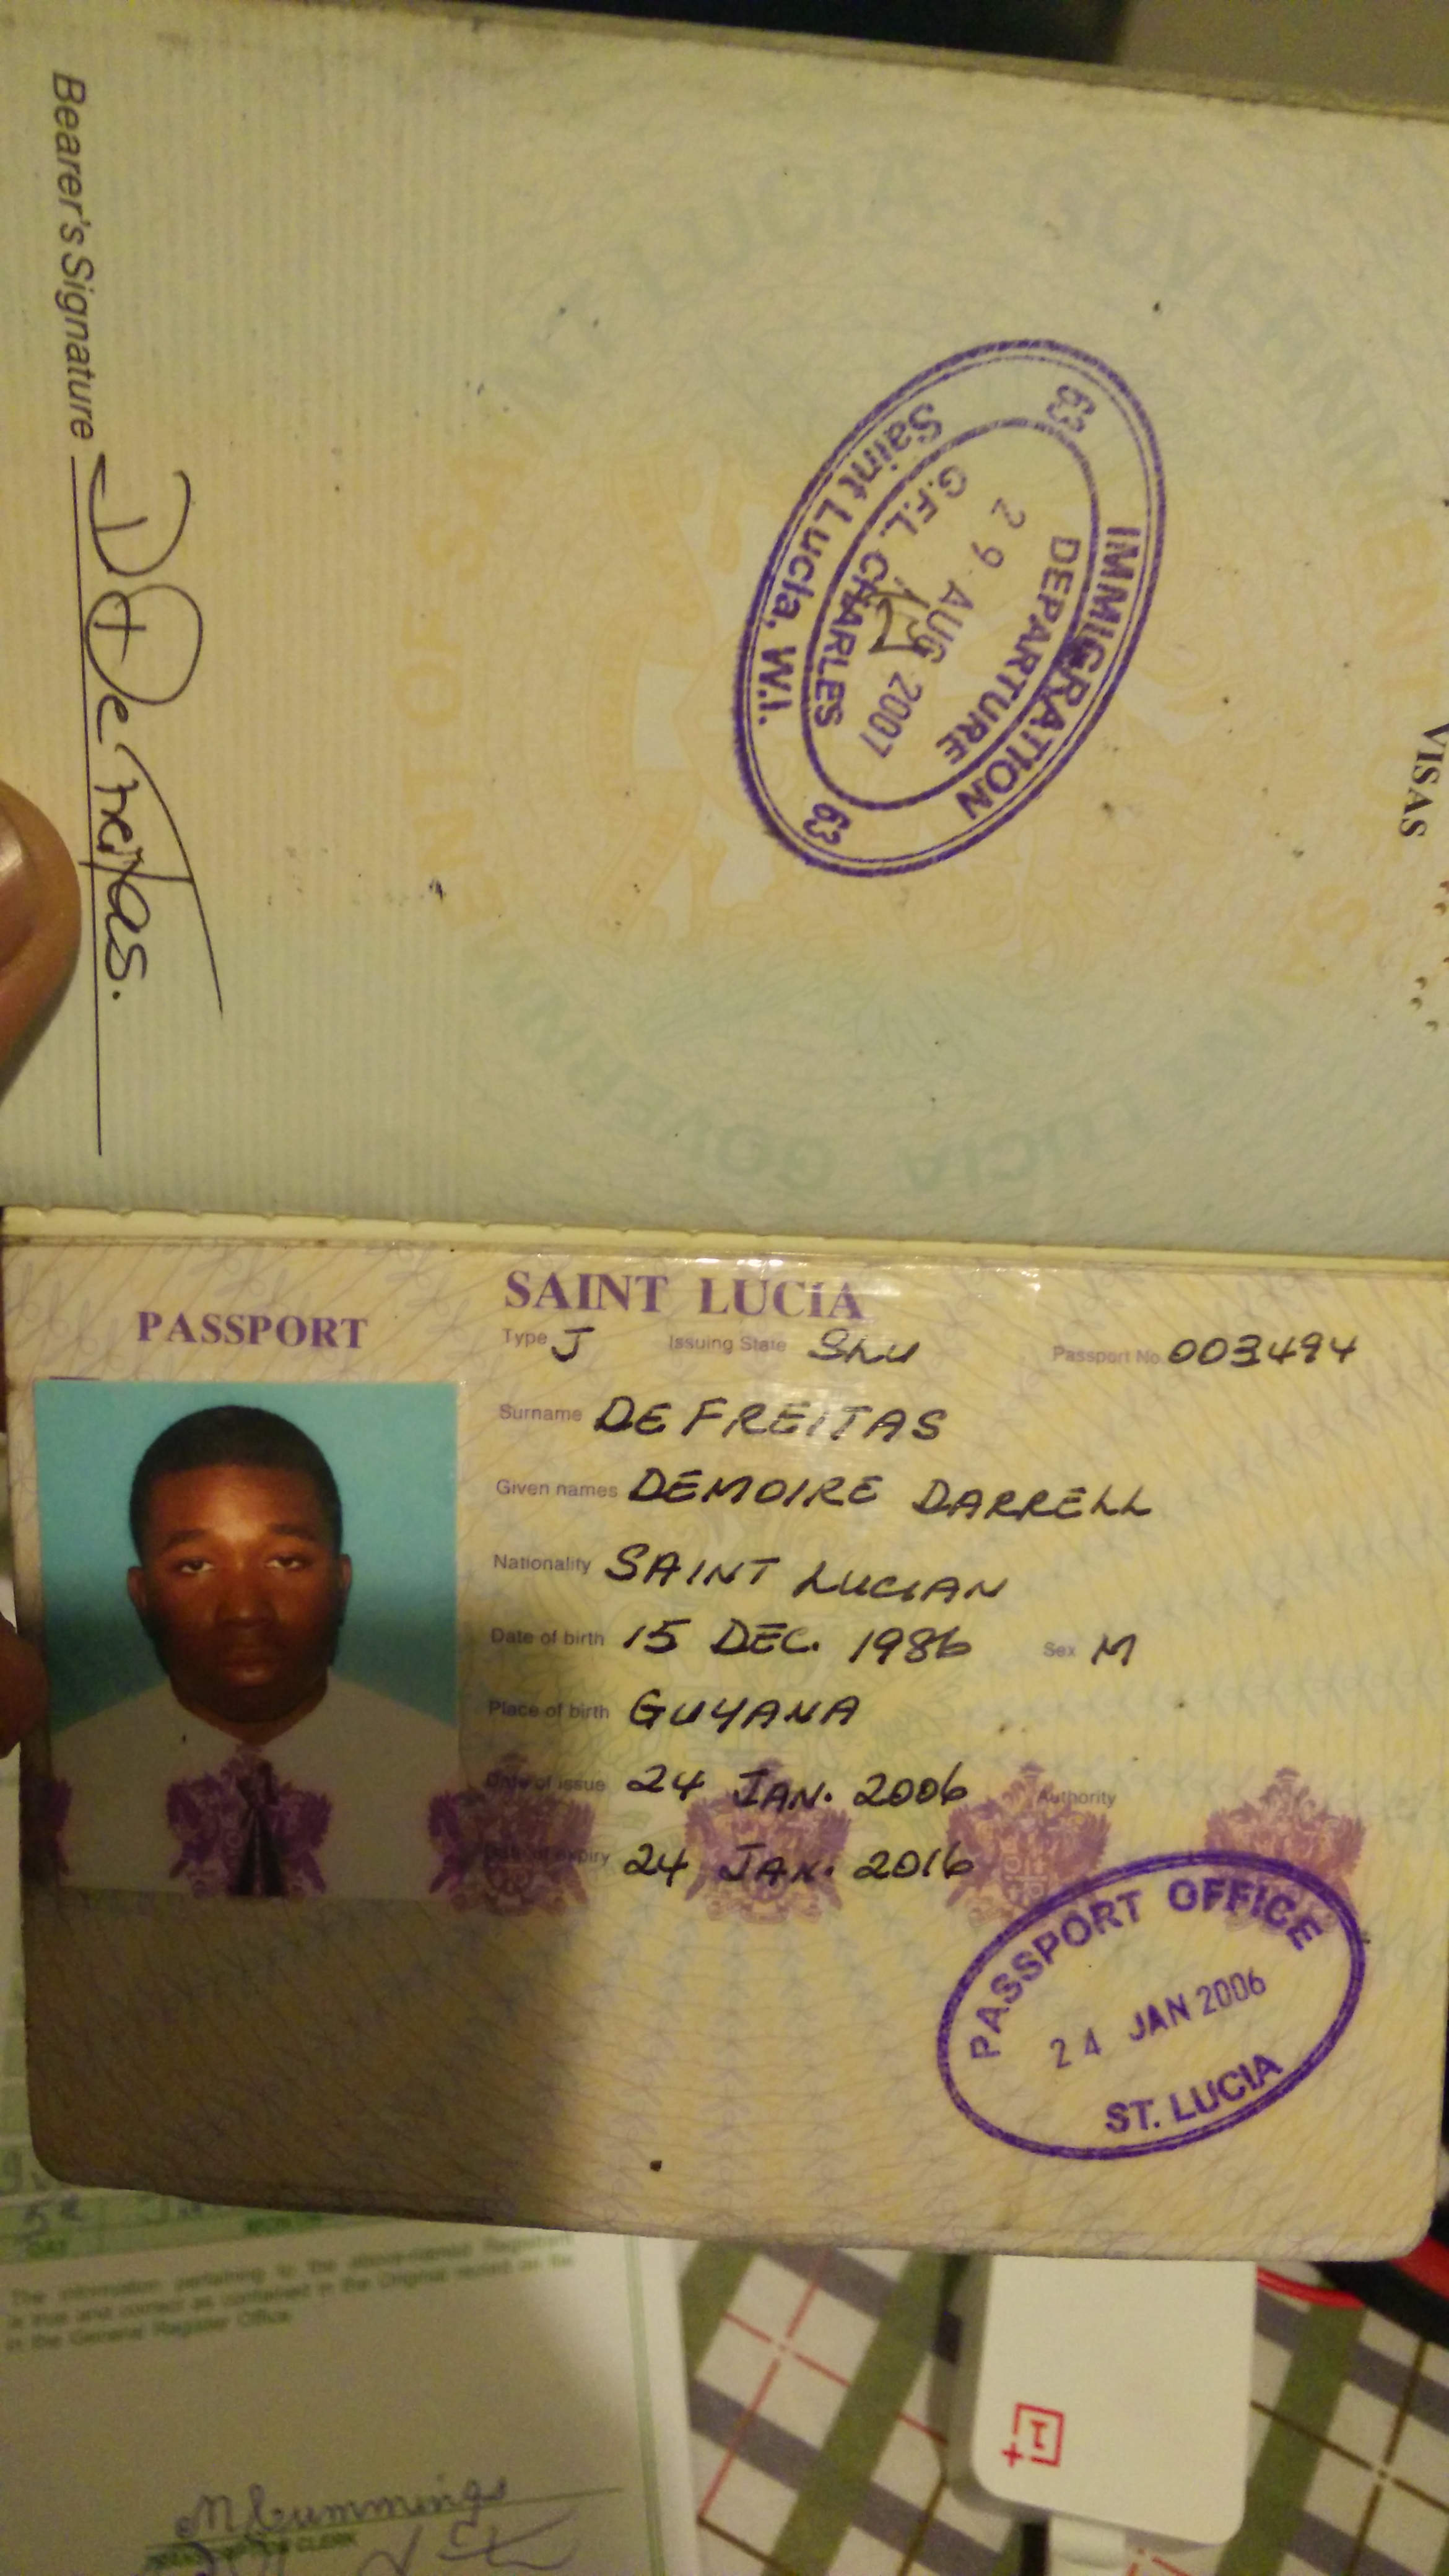 Bearer's Signature
IMMIGRATION
DEPARTURE
29 AUG 2007
G.F.L. CHARLES
Saint Lucia, W.I.
63
63
VISAS
SAINT LUCIA
PASSPORT
Type J Issuing State SLU Passport No. 003494
Surname DE FREITAS
Given names DEMOIRE DARRELL
Nationality SAINT LUCIAN
Date of birth 15 DEC. 1986 Sex M
Place of birth GUYANA
Date of issue 24 JAN. 2006 Authority
Date of expiry 24 JAN. 2016
PASSPORT OFFICE
24 JAN 2006
ST. LUCIA
The information pertaining to the above-named Registrant
is true and correct as contained in the Original record on file
in the General Register Office
CLERK